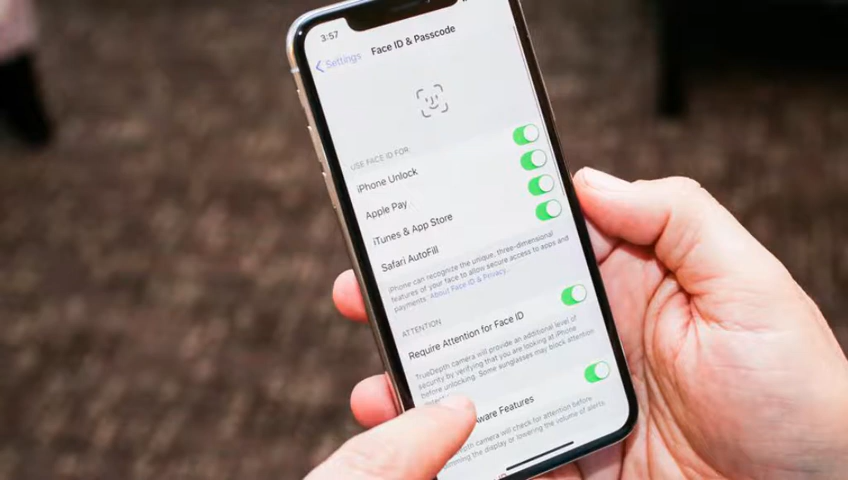 3:57
Settings
Face ID & Passcode
USE FACE ID FOR
iPhone Unlock
Apple Pay
iTunes & App Store
Safari AutoFill
iPhone can recognize the unique, three-dimensional
features of your face to allow secure access to apps and
payments. About Face ID & Privacy...
ATTENTION
Require Attention for Face ID
TrueDepth camera will provide an additional level of
security by verifying that you are looking at iPhone
before unlocking. Some sunglasses may block attention
Aware Features
camera will check for attention before
the display or lowering the volume of alerts.